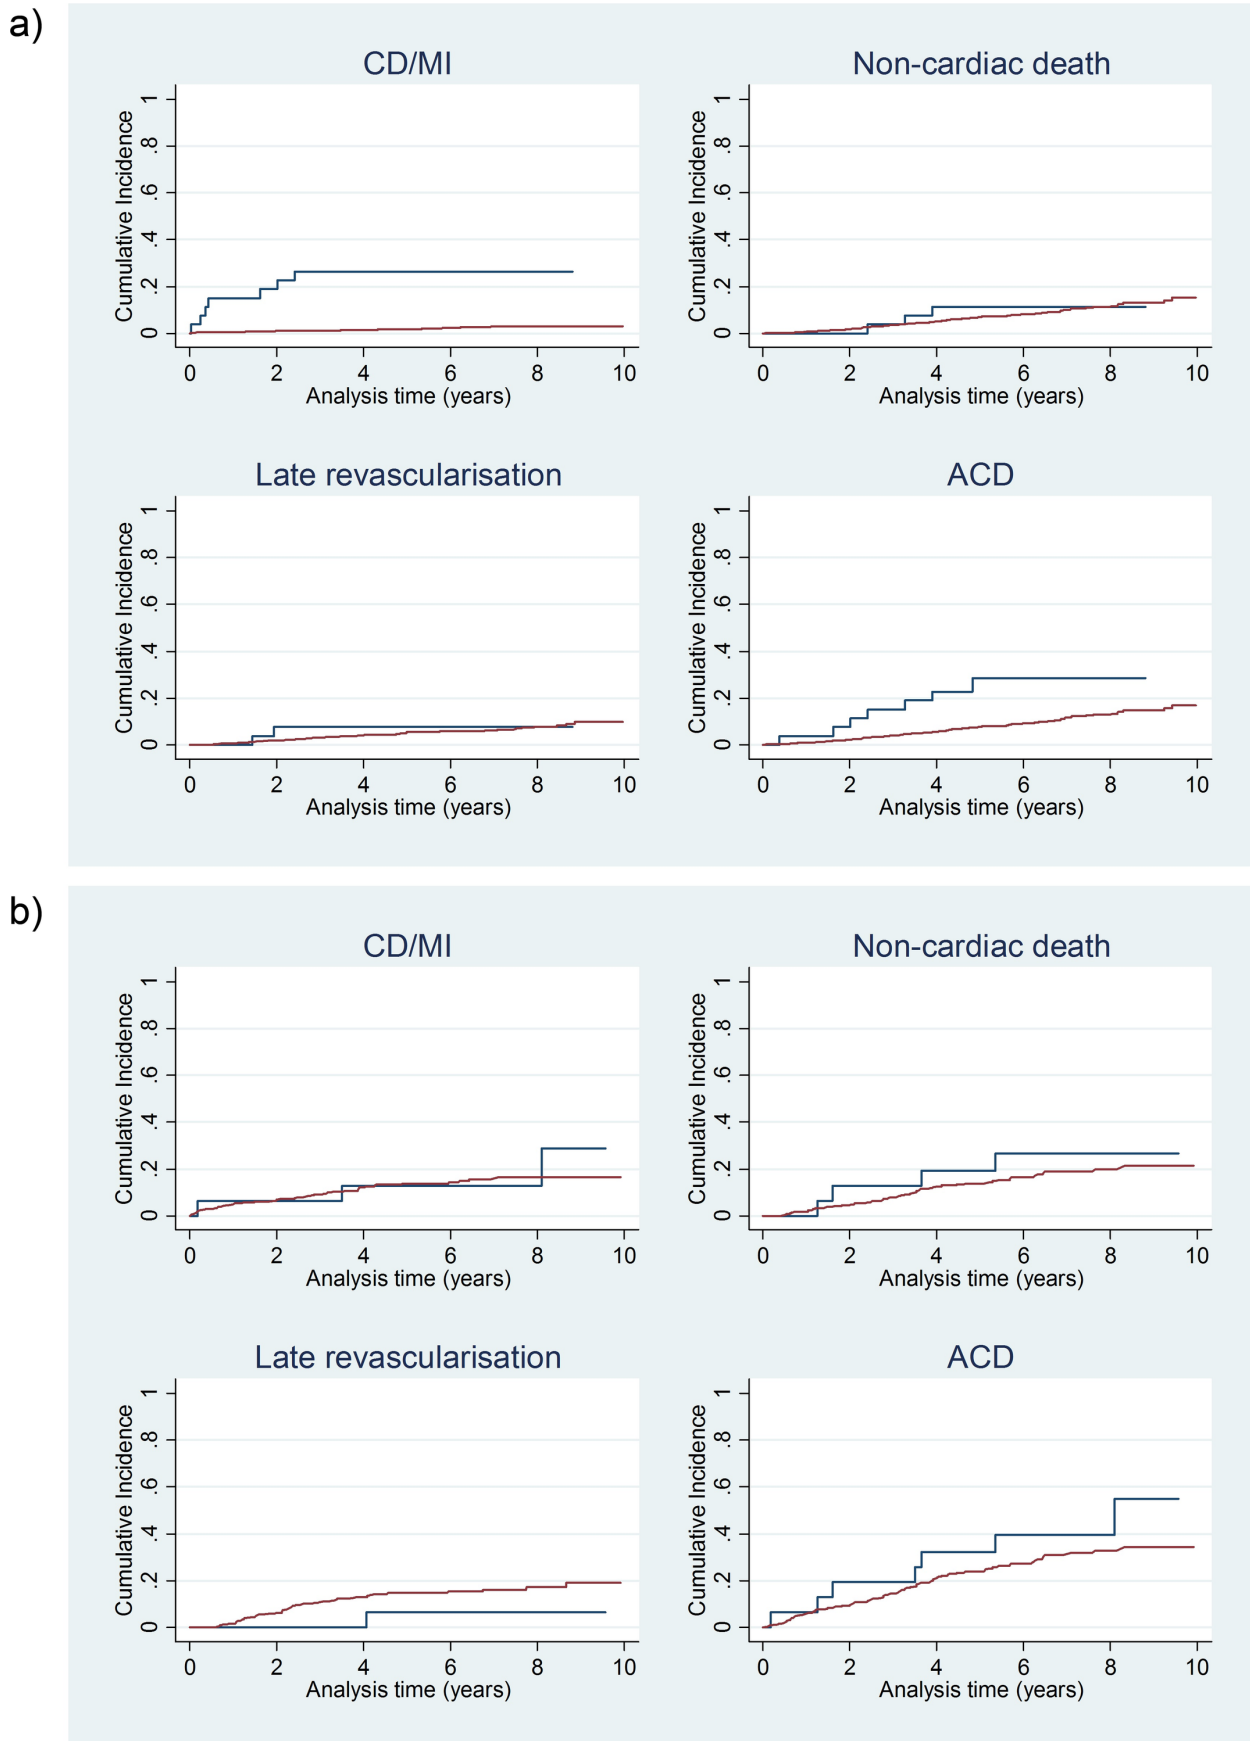 a)
CD/MI
Cumulative Incidence
0 .2 .4 .6 .8 1
0 2 4 6 8 10
Analysis time (years)
Non-cardiac death
Cumulative Incidence
0 .2 .4 .6 .8 1
0 2 4 6 8 10
Analysis time (years)
Late revascularisation
Cumulative Incidence
0 .2 .4 .6 .8 1
0 2 4 6 8 10
Analysis time (years)
ACD
Cumulative Incidence
0 .2 .4 .6 .8 1
0 2 4 6 8 10
Analysis time (years)
b)
CD/MI
Cumulative Incidence
0 .2 .4 .6 .8 1
0 2 4 6 8 10
Analysis time (years)
Non-cardiac death
Cumulative Incidence
0 .2 .4 .6 .8 1
0 2 4 6 8 10
Analysis time (years)
Late revascularisation
Cumulative Incidence
0 .2 .4 .6 .8 1
0 2 4 6 8 10
Analysis time (years)
ACD
Cumulative Incidence
0 .2 .4 .6 .8 1
0 2 4 6 8 10
Analysis time (years)